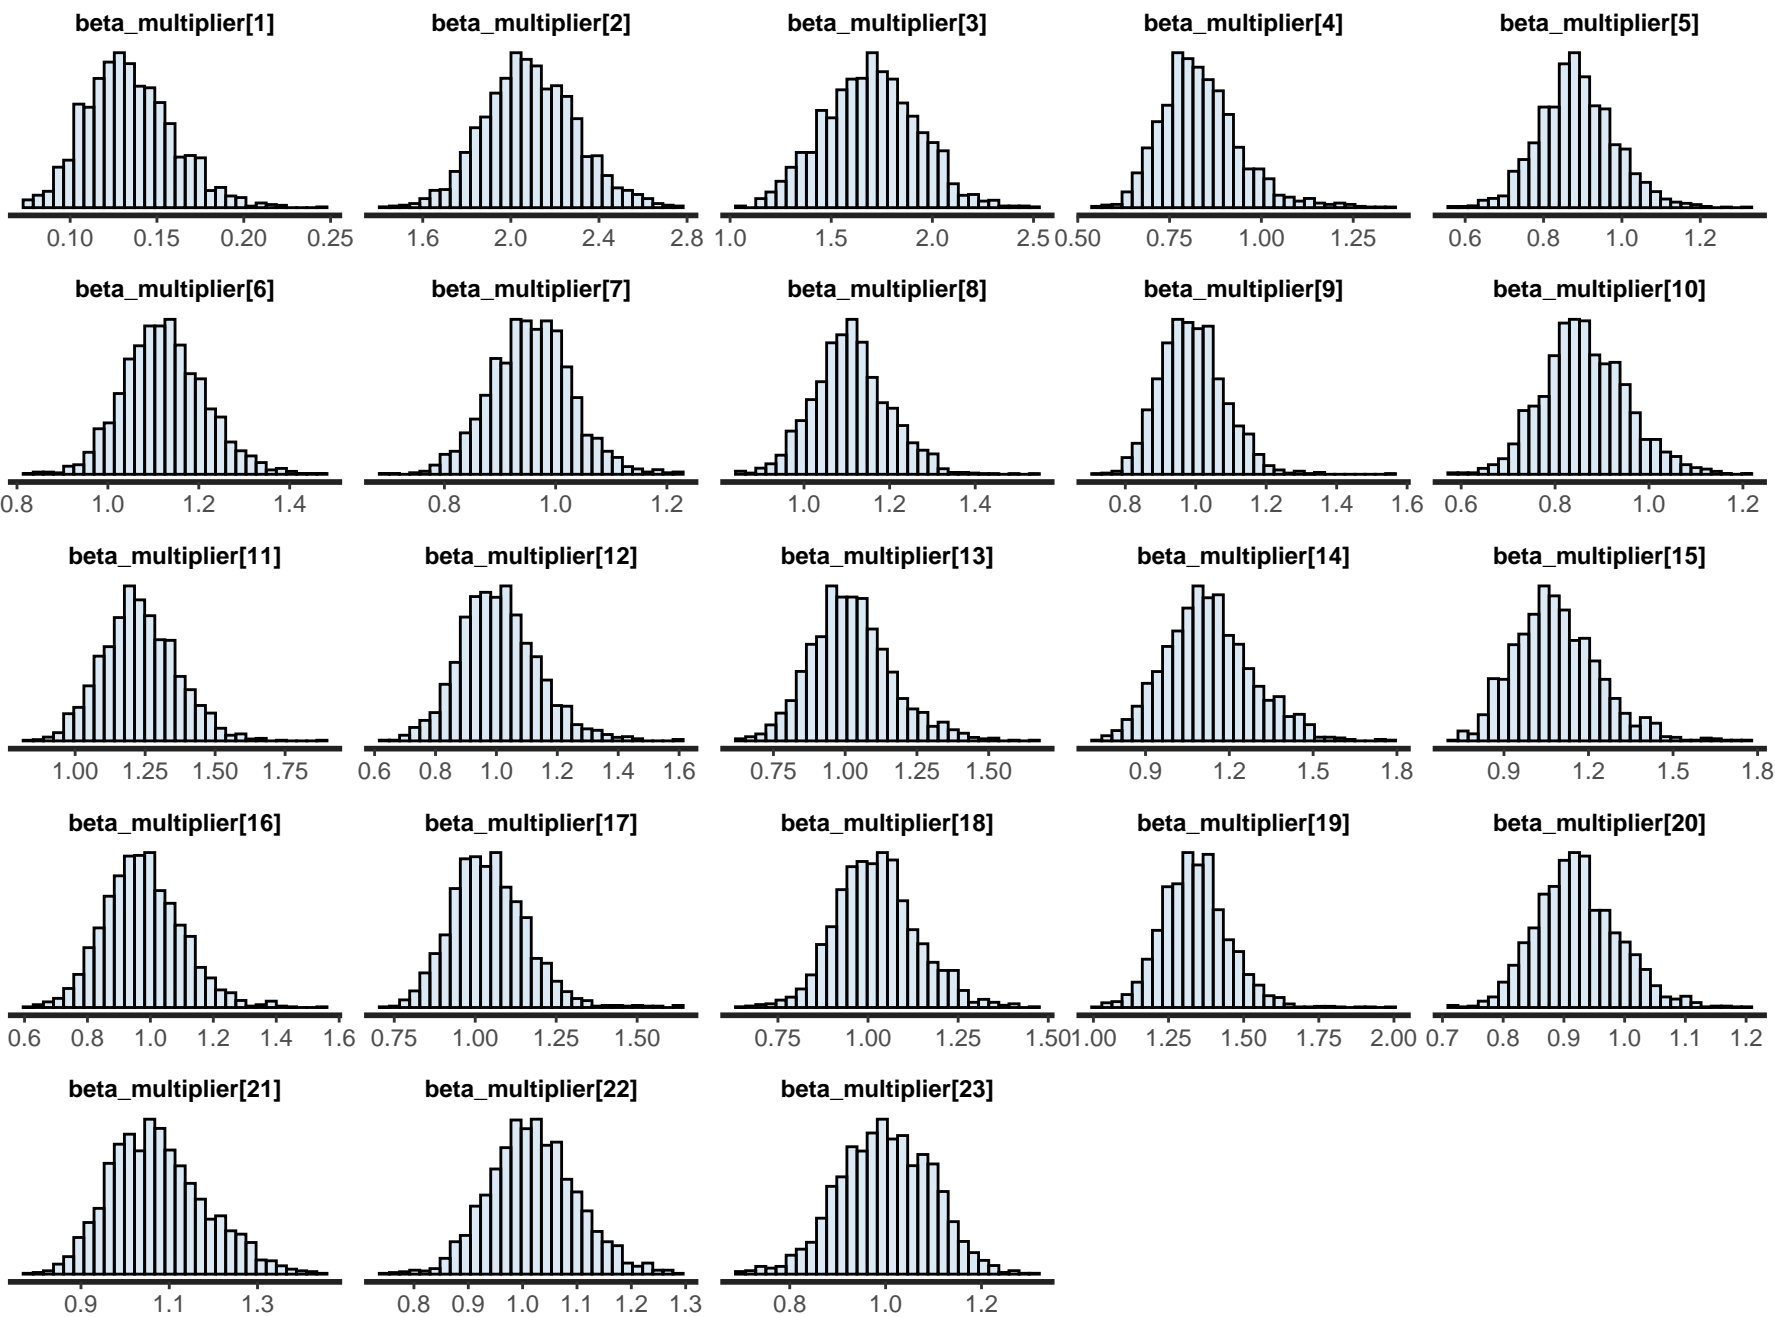 beta_multiplier[1] beta_multiplier[2] beta_multiplier[3] beta_multiplier[4] beta_multiplier[5]
0.10 0.15 0.20 0.25 1.6 2.0 2.4 2.8 1.0 1.5 2.0 2.5 0.50 0.75 1.00 1.25 0.6 0.8 1.0 1.2
beta_multiplier[6] beta_multiplier[7] beta_multiplier[8] beta_multiplier[9] beta_multiplier[10]
0.8 1.0 1.2 1.4 0.8 1.0 1.2 1.0 1.2 1.4 0.8 1.0 1.2 1.4 1.6 0.6 0.8 1.0 1.2
beta_multiplier[11] beta_multiplier[12] beta_multiplier[13] beta_multiplier[14] beta_multiplier[15]
1.00 1.25 1.50 1.75 0.6 0.8 1.0 1.2 1.4 1.6 0.75 1.00 1.25 1.50 0.9 1.2 1.5 1.8 0.9 1.2 1.5 1.8
beta_multiplier[16] beta_multiplier[17] beta_multiplier[18] beta_multiplier[19] beta_multiplier[20]
0.6 0.8 1.0 1.2 1.4 1.6 0.75 1.00 1.25 1.50 0.75 1.00 1.25 1.50 1.00 1.25 1.50 1.75 2.00 0.7 0.8 0.9 1.0 1.1 1.2
beta_multiplier[21] beta_multiplier[22] beta_multiplier[23]
0.9 1.1 1.3 0.8 0.9 1.0 1.1 1.2 1.3 0.8 1.0 1.2